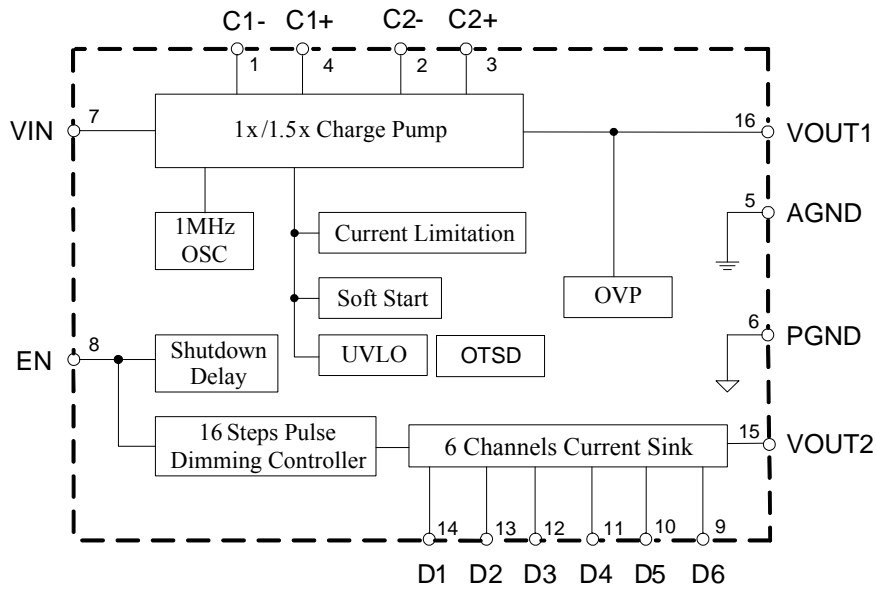 C1- C1+ C2- C2+
1 4 2 3
VIN 7
1x/1.5x Charge Pump
16 VOUT1
5 AGND
1MHz
OSC
Current Limitation
Soft Start
OVP
6 PGND
EN 8
Shutdown
Delay
UVLO
OTSD
16 Steps Pulse
Dimming Controller
6 Channels Current Sink
15 VOUT2
14 13 12 11 10 9
D1 D2 D3 D4 D5 D6